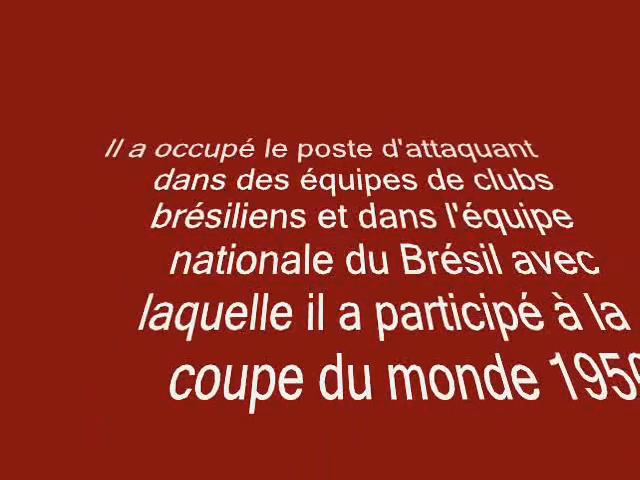 Il a occupé le poste d'attaquant
dans des équipes de clubs
brésiliens et dans l'équipe
nationale du Brésil avec
laquelle il a participé à la
coupe du monde 1950